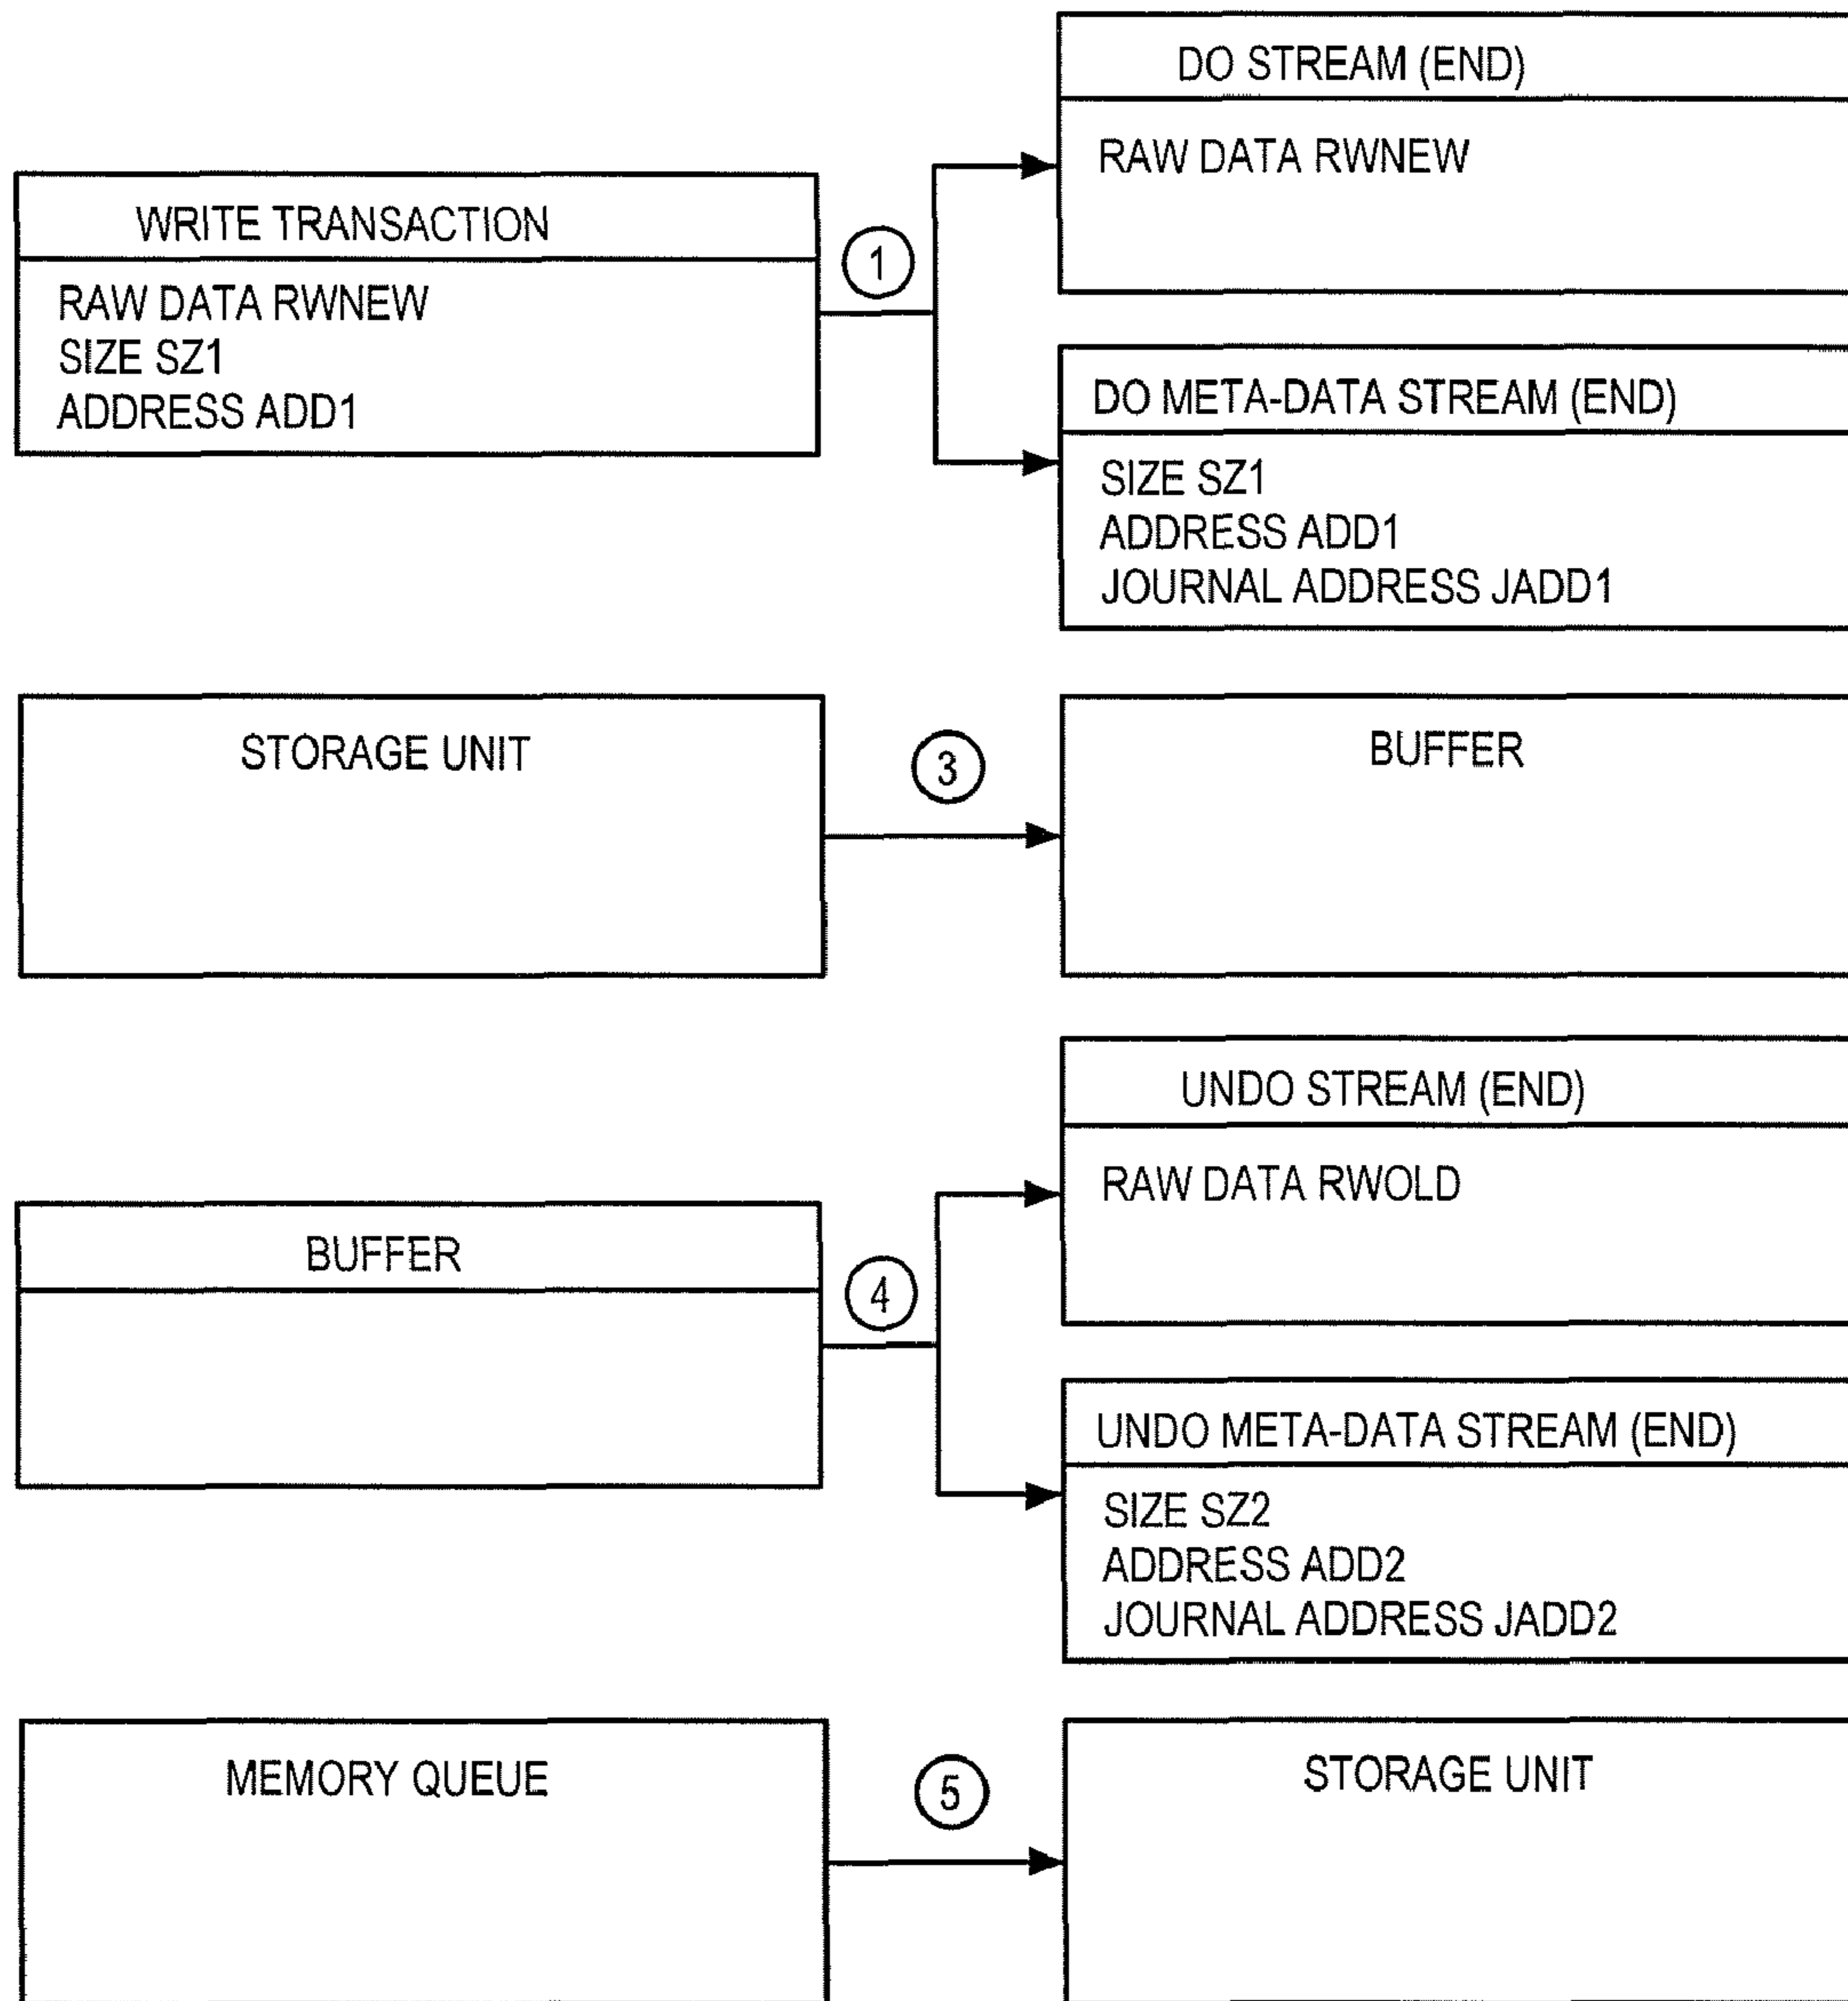 DO STREAM (END)
RAW DATA RWNEW
WRITE TRANSACTION
RAW DATA RWNEW
SIZE SZ1
ADDRESS ADD1
1
DO META-DATA STREAM (END)
SIZE SZ1
ADDRESS ADD1
JOURNAL ADDRESS JADD1
STORAGE UNIT
3
BUFFER
UNDO STREAM (END)
RAW DATA RWOLD
BUFFER
4
UNDO META-DATA STREAM (END)
SIZE SZ2
ADDRESS ADD2
JOURNAL ADDRESS JADD2
MEMORY QUEUE
5
STORAGE UNIT